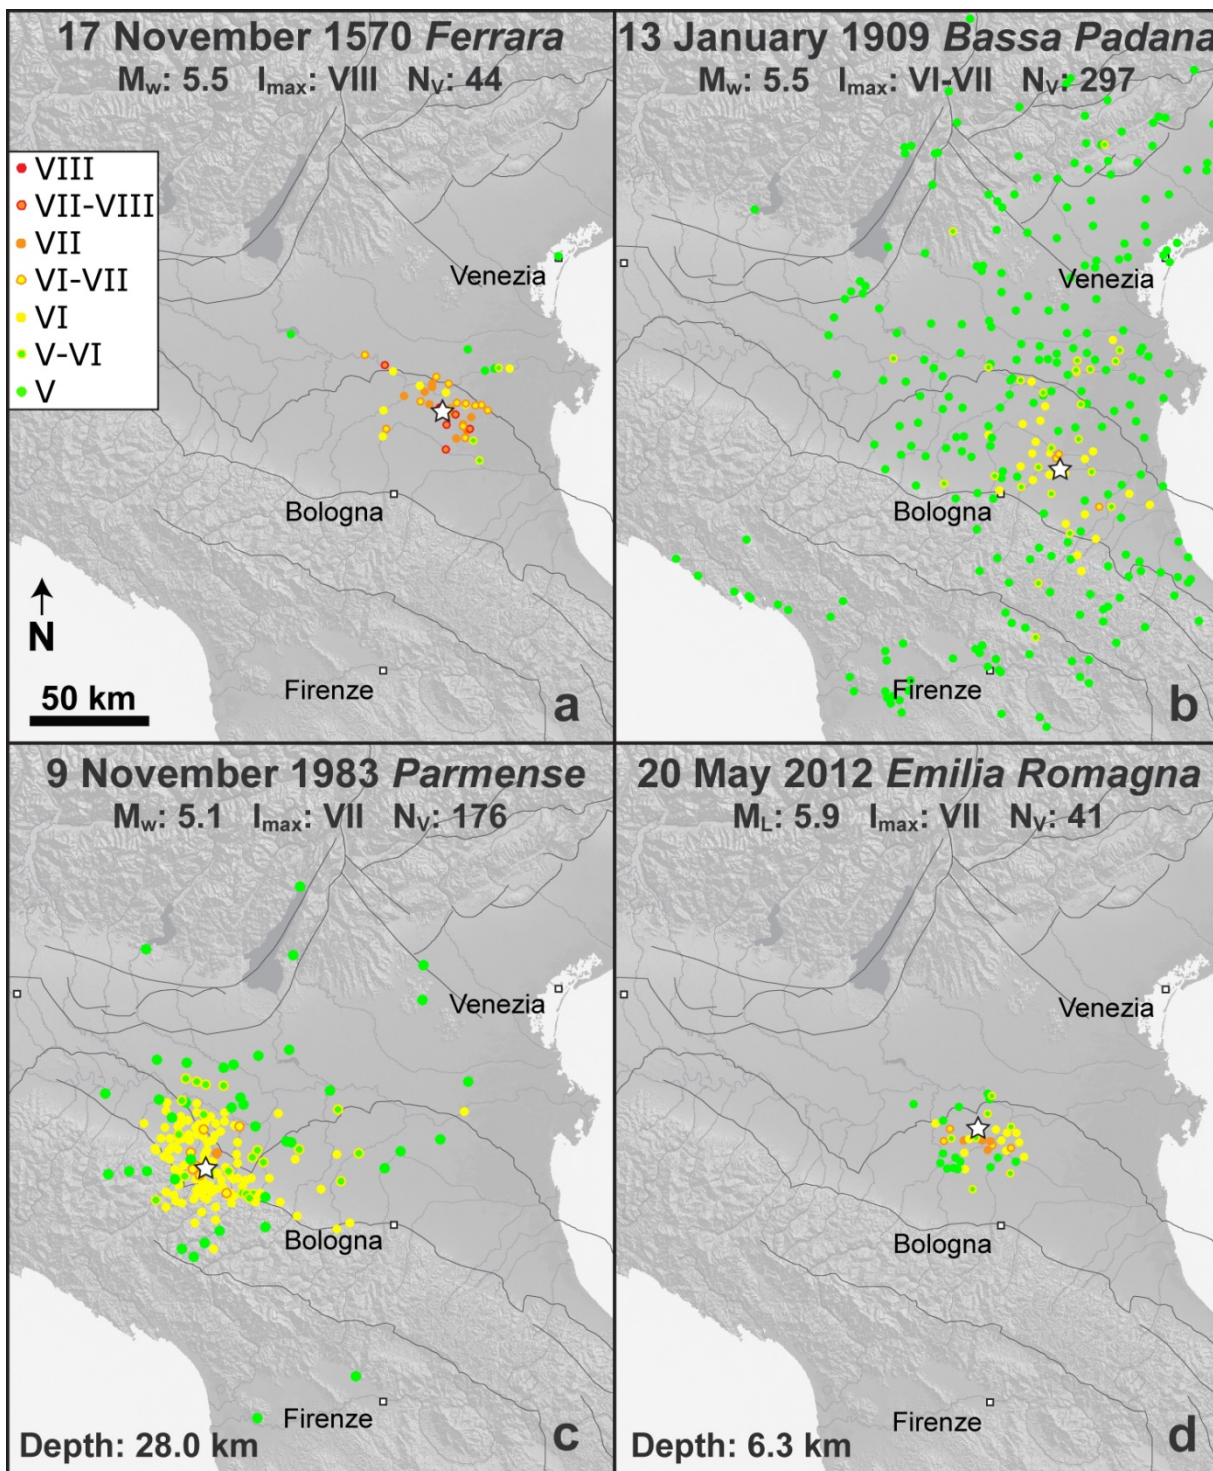 17 November 1570 Ferrara
Mw: 5.5 Imax: VIII NV: 44
VIII
VII-VIII
VII
VI-VII
VI
V-VI
V
Venezia
Bologna
N
50 km
Firenze
a
13 January 1909 Bassa Padana
Mw: 5.5 Imax: VI-VII NV: 297
Venezia
Bologna
Firenze
b
9 November 1983 Parmense
Mw: 5.1 Imax: VII NV: 176
Venezia
Bologna
Firenze
Depth: 28.0 km
c
20 May 2012 Emilia Romagna
ML: 5.9 Imax: VII NV: 41
Venezia
Bologna
Firenze
Depth: 6.3 km
d